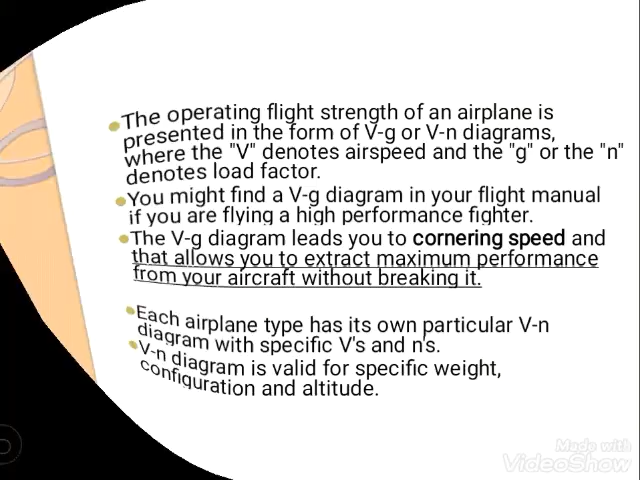 The operating flight strength of an airplane is
presented in the form of V-g or V-n diagrams,
where the "V" denotes airspeed and the "g" or the "n"
denotes load factor.
You might find a V-g diagram in your flight manual
if you are flying a high performance fighter.
The V-g diagram leads you to cornering speed and
that allows you to extract maximum performance
from your aircraft without breaking it.
Each airplane type has its own particular V-n
diagram with specific V's and n's.
V-n diagram is valid for specific weight,
configuration and altitude.
Made with
VideoShow